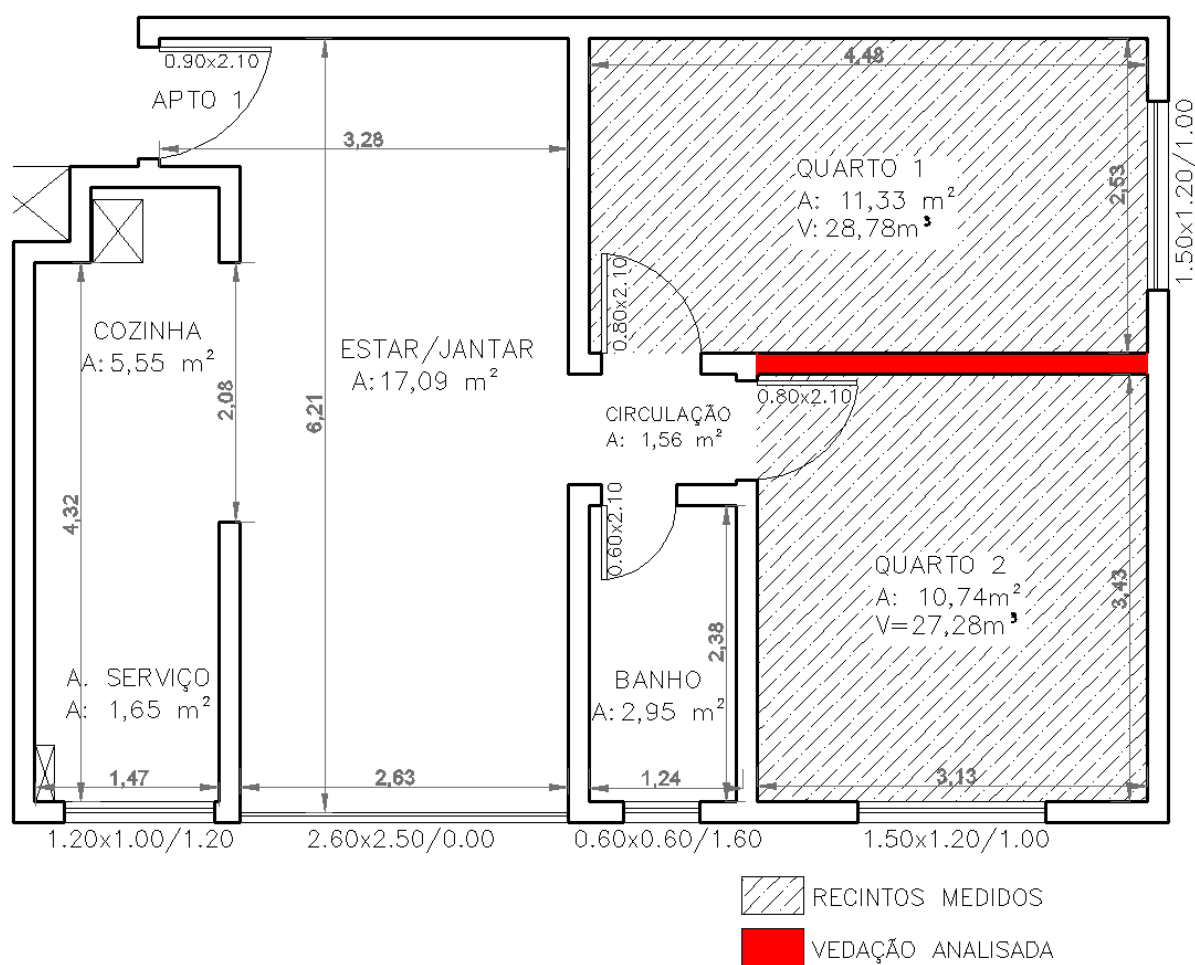 0.90x2.10
APTO 1
3,28
4,48
QUARTO 1
A: 11,33 m²
V: 28,78m³
2,53
1.50x1.20/1.00
0.80x2.10
COZINHA
A: 5,55 m²
2,08
6,21
ESTAR/JANTAR
A: 17,09 m²
CIRCULAÇÃO
A: 1,56 m²
0.80x2.10
4,32
0.60x2.10
QUARTO 2
A: 10,74m²
V=27,28m³
3,43
2,38
A. SERVIÇO
A: 1,65 m²
BANHO
A: 2,95 m²
1,47
2,63
1,24
3,13
1.20x1.00/1.20
2.60x2.50/0.00
0.60x0.60/1.60
1.50x1.20/1.00
RECINTOS MEDIDOS
VEDAÇÃO ANALISADA